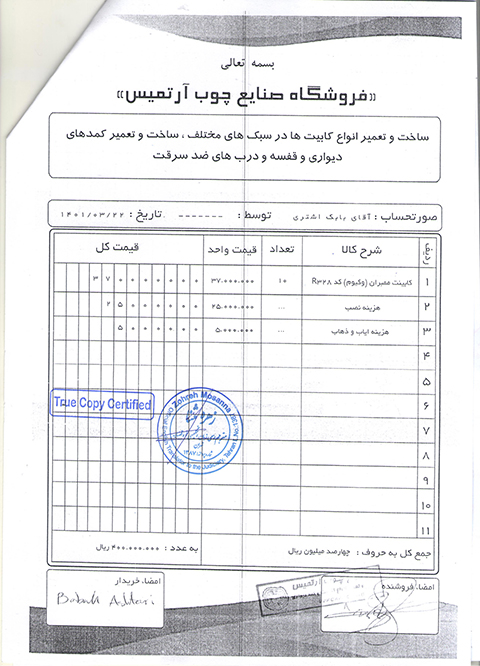 بسمه تعالی
«فروشگاه صنایع چوب آرتمیس»
ساخت و تعمیر انواع کابیت ها در سبک های مختلف ، ساخت و تعمیر کمدهای
دیواری و قفسه و درب های ضد سرقت
صورتحساب : آقای بابک اشتری توسط : ------- تاریخ : ۱۴۰۱/۰۳/۲۲
ردیف شرح کالا تعداد قیمت واحد قیمت کل
۱ کابینت ممبران (وکیوم) کد R۳۲۸ ۱۰ ۳۷.۰۰۰.۰۰۰ ۳۷۰۰۰۰۰۰۰
۲ هزینه نصب ... ۲۵.۰۰۰.۰۰۰ ۲۵۰۰۰۰۰۰
۳ هزینه ایاب و ذهاب ... ۵.۰۰۰.۰۰۰ ۵۰۰۰۰۰۰
۴
۵
۶
True Copy Certified
Zohreh Mosanna
۷
۸
۹
۱۰
۱۱
جمع کل به حروف : چهارصد میلیون ریال به عدد : ۴۰۰.۰۰۰.۰۰۰ ریال
امضاء فروشنده
امضاء خریدار
آرتمیس